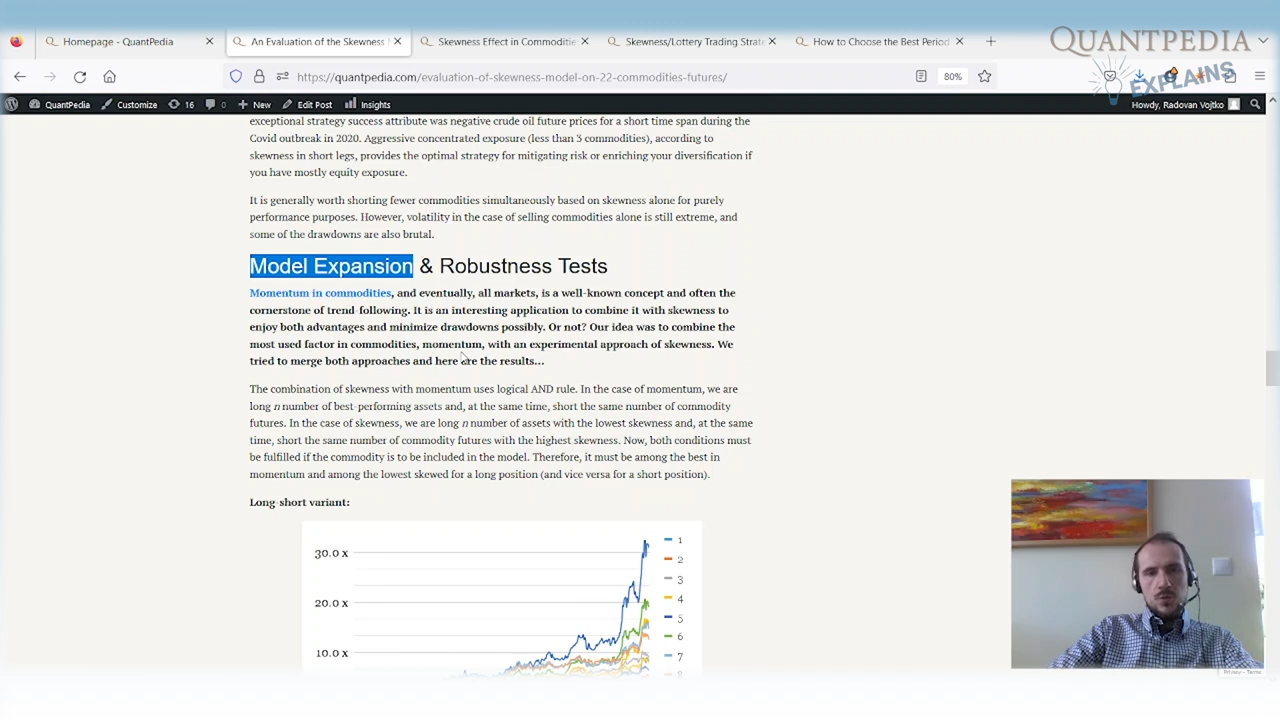 Homepage - QuantPedia
An Evaluation of the Skewness
Skewness Effect in Commoditie
Skewness/Lottery Trading Strate
How to Choose the Best Period
QUANTPEDIA
EXPLAINS
https://quantpedia.com/evaluation-of-skewness-model-on-22-commodities-futures/
80%
QuantPedia
Customize
16
0
New
Edit Post
Insights
Howdy, Radovan Vojtko
exceptional strategy success attribute was negative crude oil future prices for a short time span during the
Covid outbreak in 2020. Aggressive concentrated exposure (less than 3 commodities), according to
skewness in short legs, provides the optimal strategy for mitigating risk or enriching your diversification if
you have mostly equity exposure.
It is generally worth shorting fewer commodities simultaneously based on skewness alone for purely
performance purposes. However, volatility in the case of selling commodities alone is still extreme, and
some of the drawdowns are also brutal.
Model Expansion & Robustness Tests
Momentum in commodities, and eventually, all markets, is a well-known concept and often the
cornerstone of trend-following. It is an interesting application to combine it with skewness to
enjoy both advantages and minimize drawdowns possibly. Or not? Our idea was to combine the
most used factor in commodities, momentum, with an experimental approach of skewness. We
tried to merge both approaches and here are the results...
The combination of skewness with momentum uses logical AND rule. In the case of momentum, we are
long n number of best-performing assets and, at the same time, short the same number of commodity
futures. In the case of skewness, we are long n number of assets with the lowest skewness and, at the same
time, short the same number of commodity futures with the highest skewness. Now, both conditions must
be fulfilled if the commodity is to be included in the model. Therefore, it must be among the best in
momentum and among the lowest skewed for a long position (and vice versa for a short position).
Long-short variant:
30.0 x
20.0 x
10.0 x
1
2
3
4
5
6
7
8
Privacy - Terms